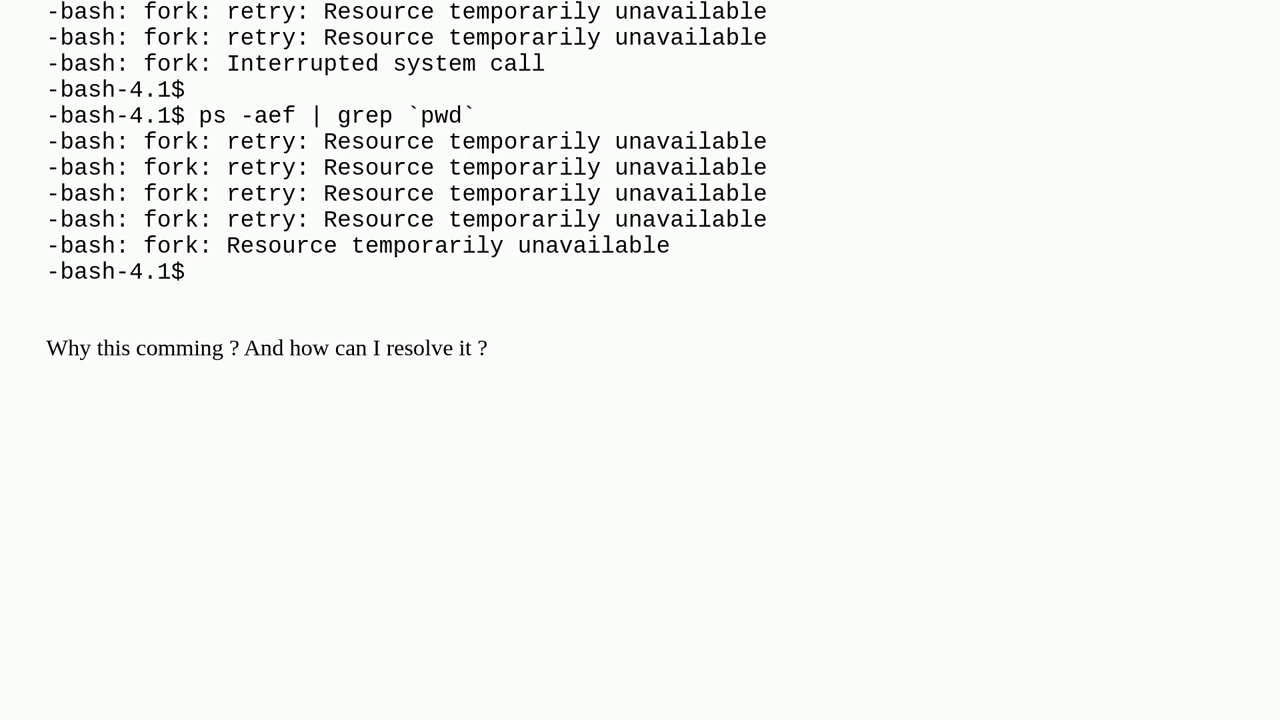 -bash: fork: retry: Resource temporarily unavailable
-bash: fork: retry: Resource temporarily unavailable
-bash: fork: Interrupted system call
-bash-4.1$
-bash-4.1$ ps -aef | grep `pwd`
-bash: fork: retry: Resource temporarily unavailable
-bash: fork: retry: Resource temporarily unavailable
-bash: fork: retry: Resource temporarily unavailable
-bash: fork: retry: Resource temporarily unavailable
-bash: fork: Resource temporarily unavailable
-bash-4.1$
Why this comming ? And how can I resolve it ?